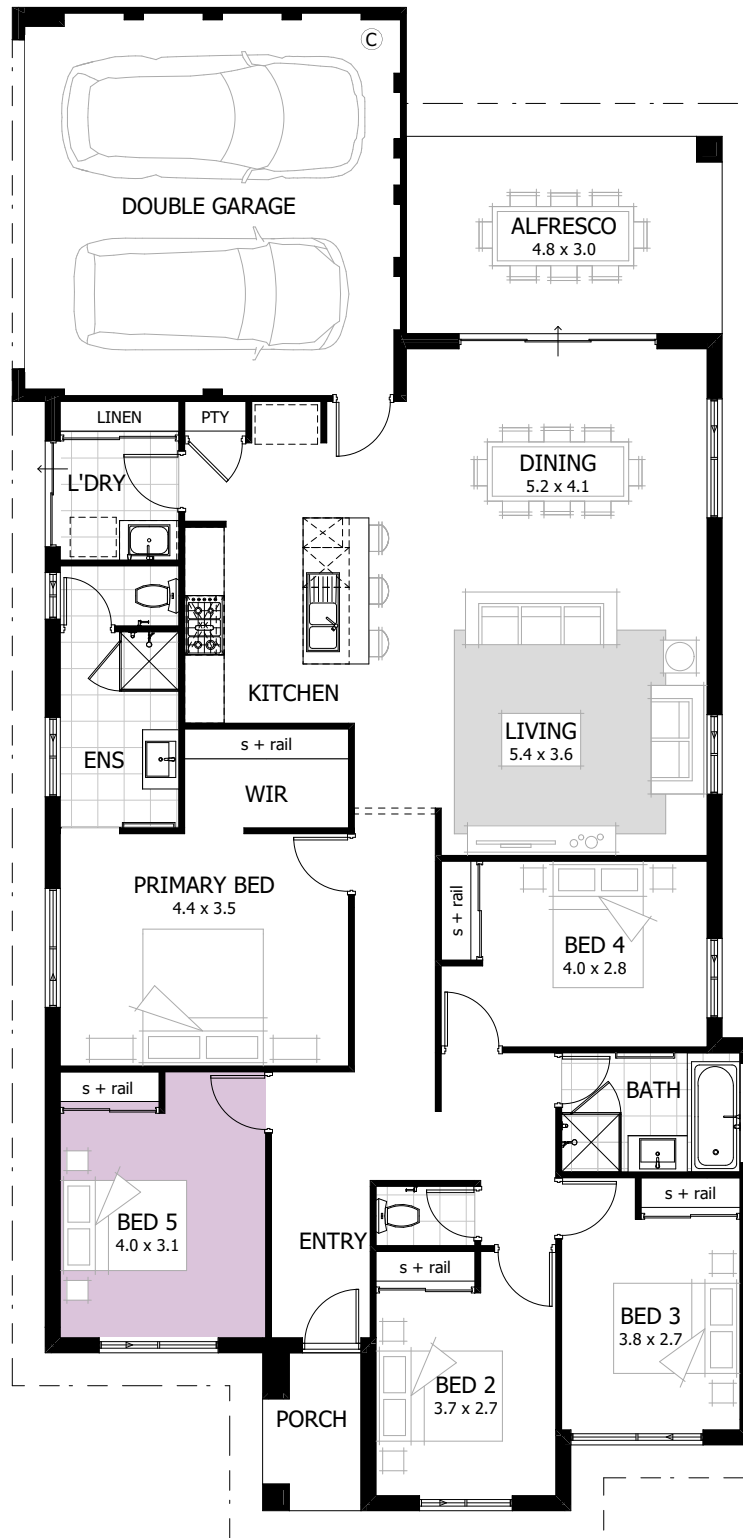 C
DOUBLE GARAGE
ALFRESCO
4.8 x 3.0
LINEN
PTY
L'DRY
DINING
5.2 x 4.1
KITCHEN
LIVING
5.4 x 3.6
ENS
s + rail
WIR
PRIMARY BED
4.4 x 3.5
s + rail
BED 4
4.0 x 2.8
s + rail
BATH
BED 5
4.0 x 3.1
ENTRY
s + rail
s + rail
BED 3
3.8 x 2.7
BED 2
3.7 x 2.7
PORCH